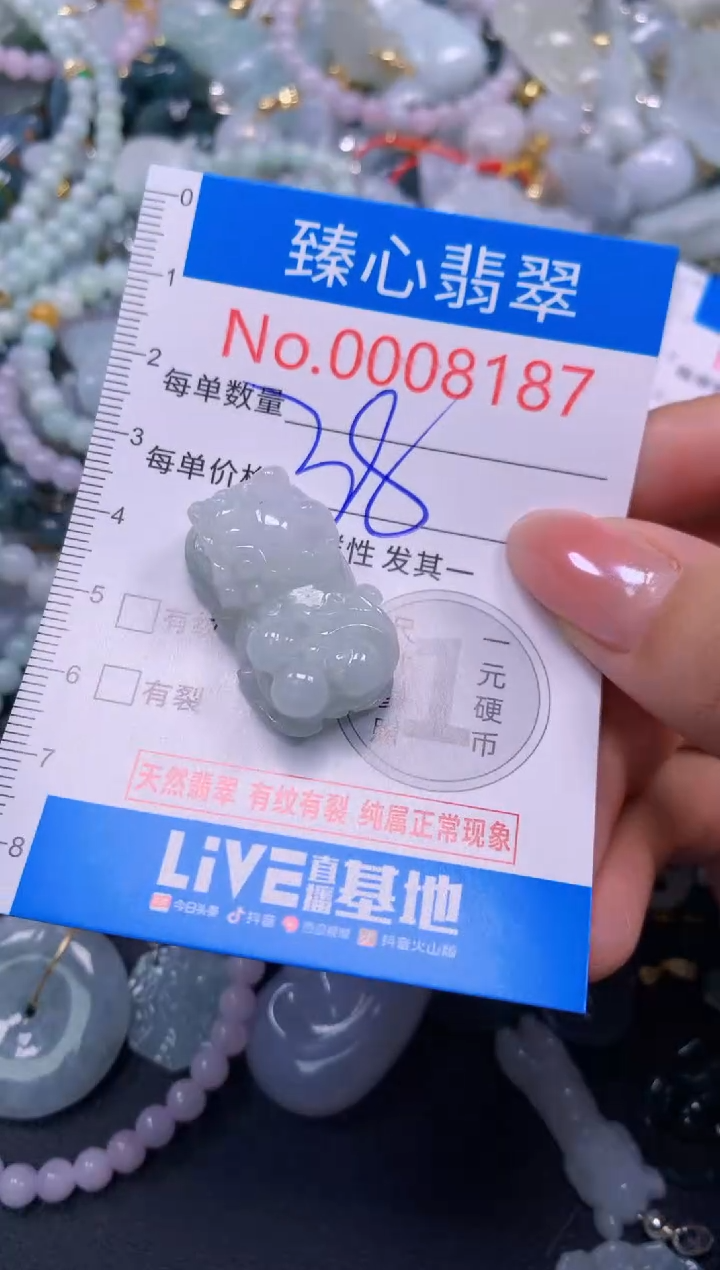 臻心翡翠
No.0008187
每单数量
38
每单价格
性 发其一
有纹
有裂
一元硬币
1
天然翡翠 有纹有裂 纯属正常现象
LiVE直播基地
今日头条 抖音 西瓜视频 抖音火山版
0
1
2
3
4
5
6
7
8